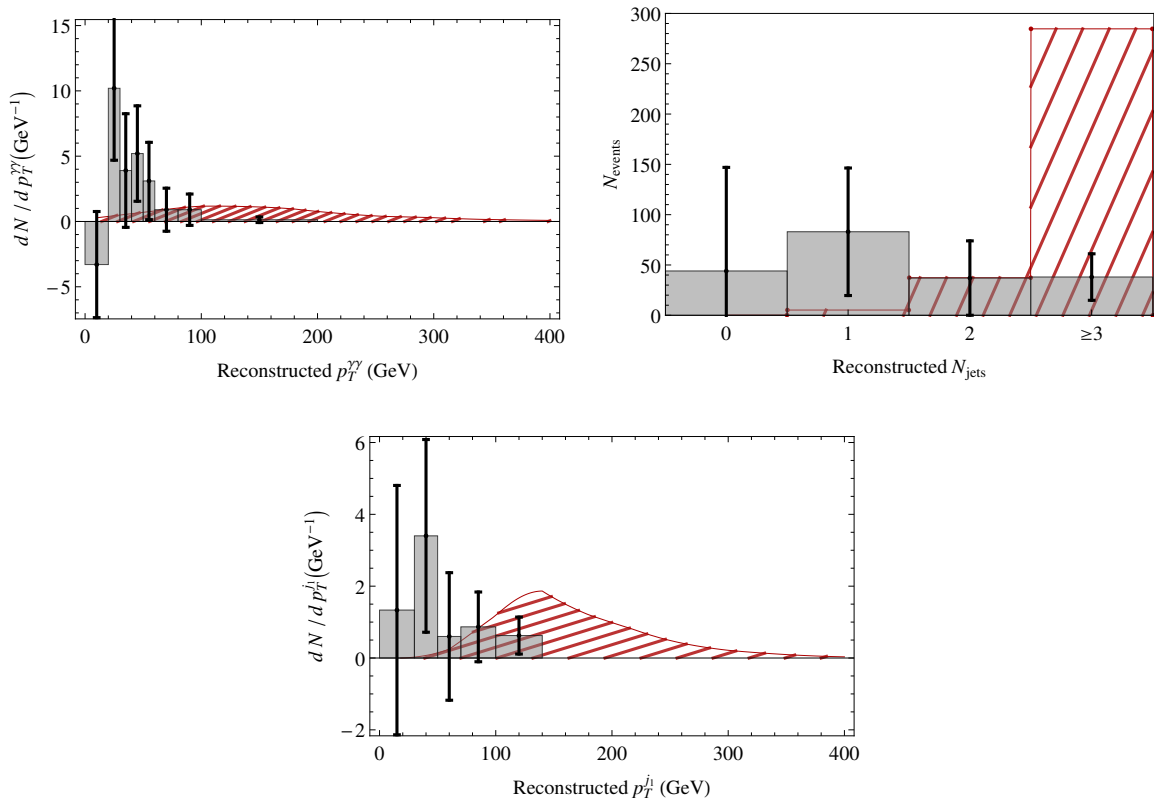 15
10
5
0
−5
dN / dp_T^{γγ} (GeV⁻¹)
0 100 200 300 400
Reconstructed p_T^{γγ} (GeV)
300
250
200
150
100
50
0
N_events
0 1 2 ≥3
Reconstructed N_jets
6
4
2
0
−2
dN / dp_T^{j₁} (GeV⁻¹)
0 100 200 300 400
Reconstructed p_T^{j₁} (GeV)